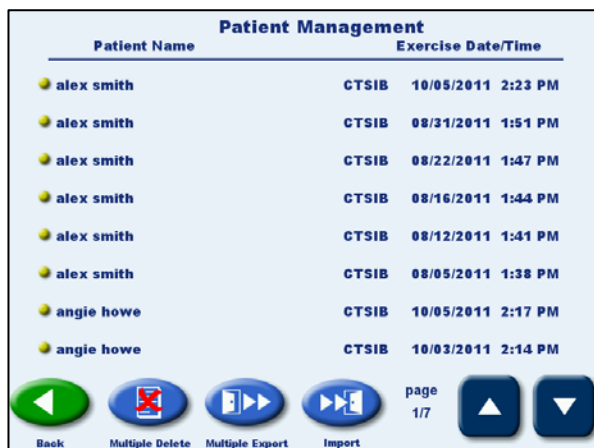 Patient Management
Patient Name Exercise Date/Time
alex smith CTSIB 10/05/2011 2:23 PM
alex smith CTSIB 08/31/2011 1:51 PM
alex smith CTSIB 08/22/2011 1:47 PM
alex smith CTSIB 08/16/2011 1:44 PM
alex smith CTSIB 08/12/2011 1:41 PM
alex smith CTSIB 08/05/2011 1:38 PM
angie howe CTSIB 10/05/2011 2:17 PM
angie howe CTSIB 10/03/2011 2:14 PM
page
1/7
Back Multiple Delete Multiple Export Import